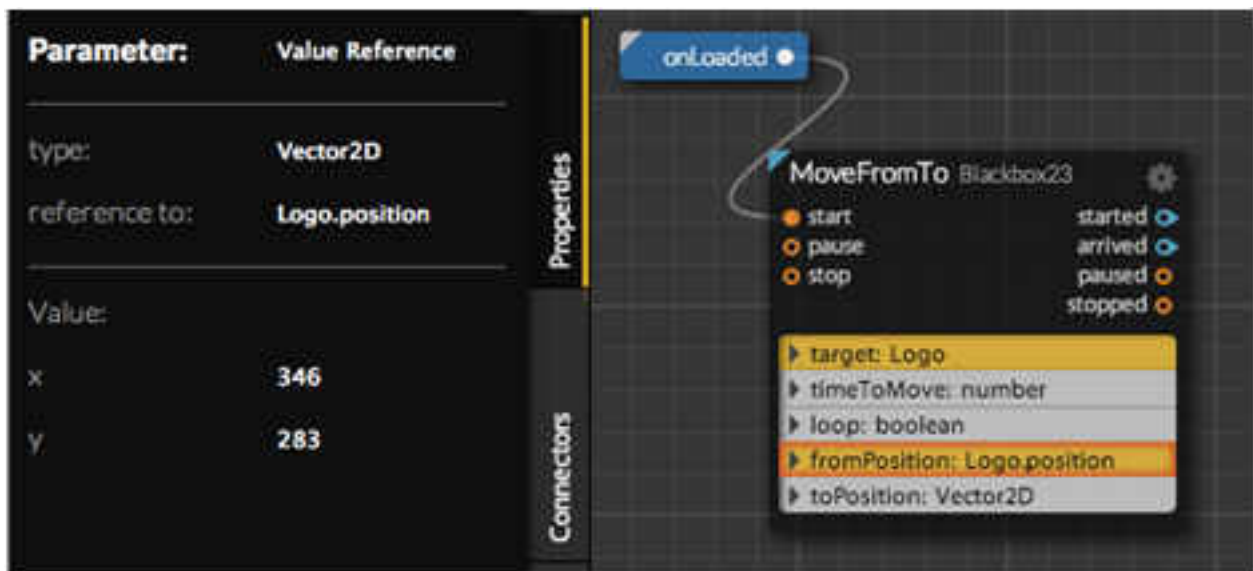 Parameter: Value Reference
type: Vector2D
reference to: Logo.position
Value:
x 346
y 283
Properties
Connectors
onLoaded
MoveFromTo Blackbox23
start started
pause arrived
stop paused
stopped
target: Logo
timeToMove: number
loop: boolean
fromPosition: Logo.position
toPosition: Vector2D